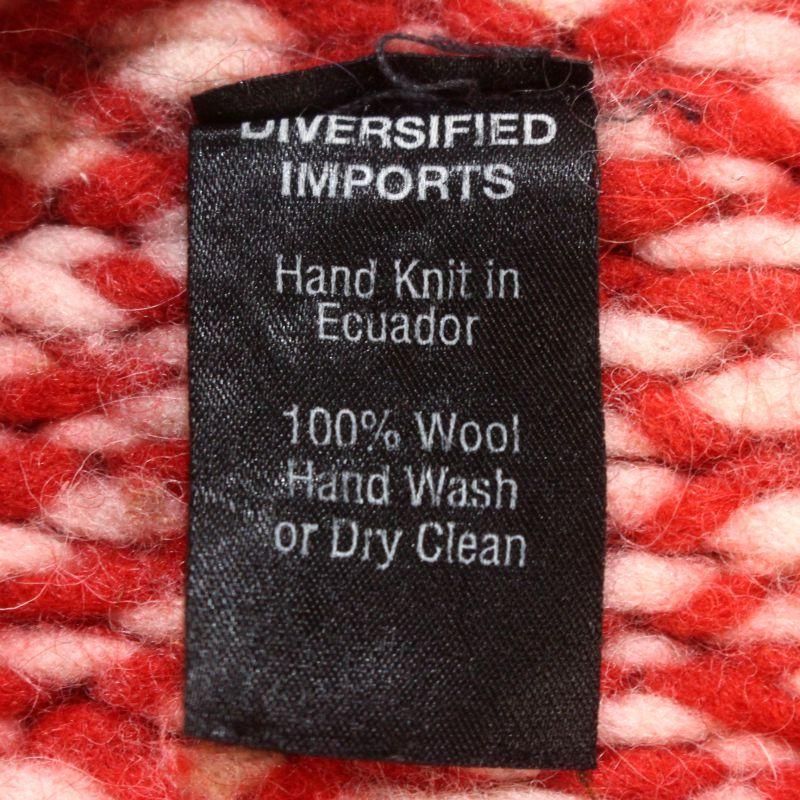 DIVERSIFIED
IMPORTS
Hand Knit in
Ecuador
100% Wool
Hand Wash
or Dry Clean